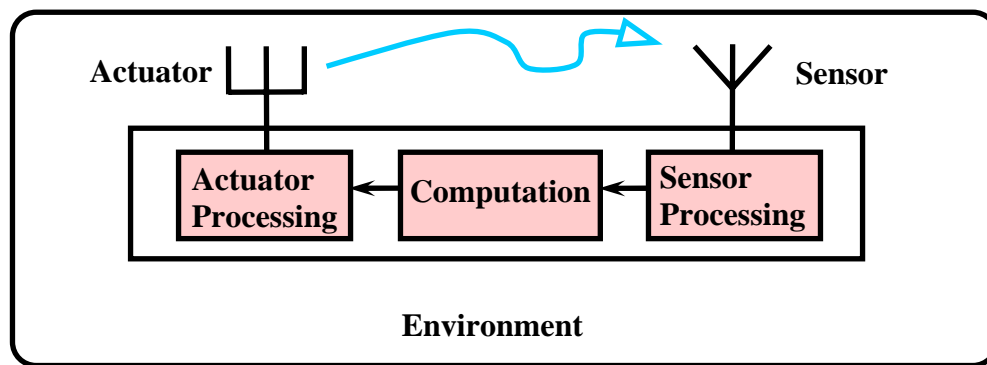 Actuator
Sensor
Actuator
Processing
Computation
Sensor
Processing
Environment